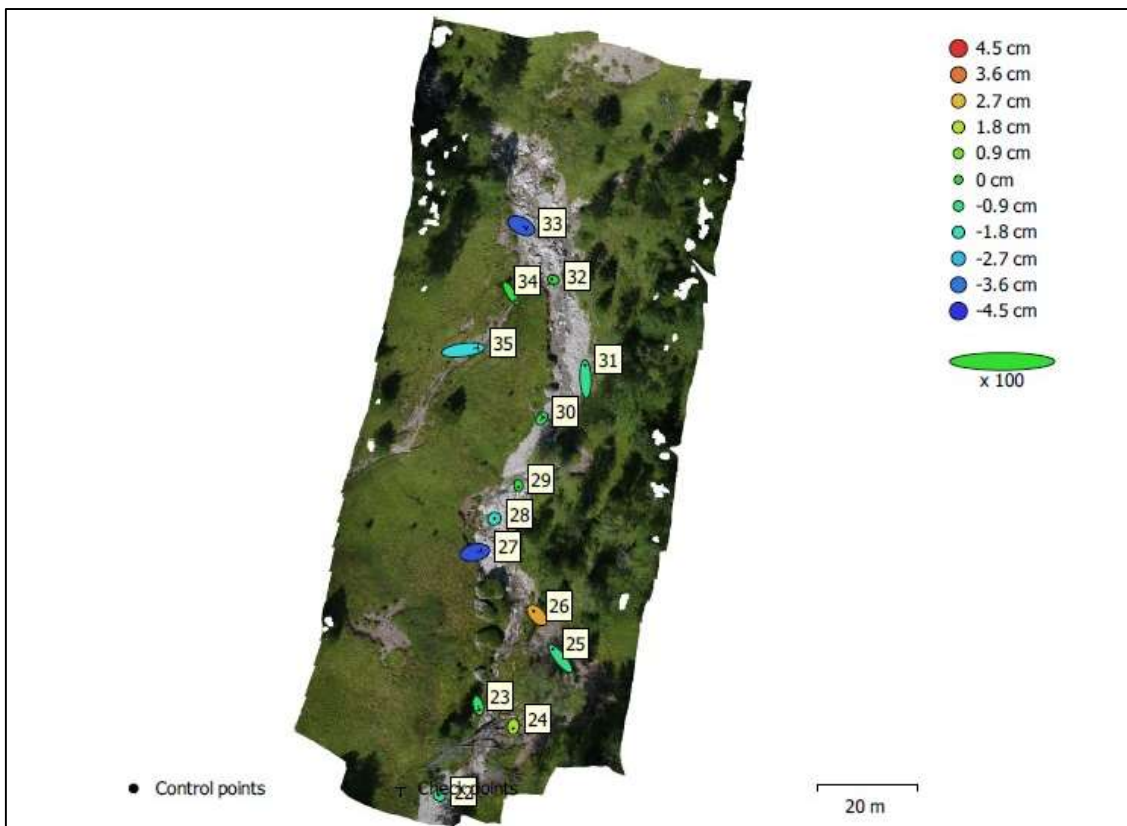 4.5 cm
3.6 cm
2.7 cm
1.8 cm
0.9 cm
0 cm
-0.9 cm
-1.8 cm
-2.7 cm
-3.6 cm
-4.5 cm
x 100
33
32
34
35
31
30
29
28
27
26
25
23
24
22
Control points
Check points
20 m